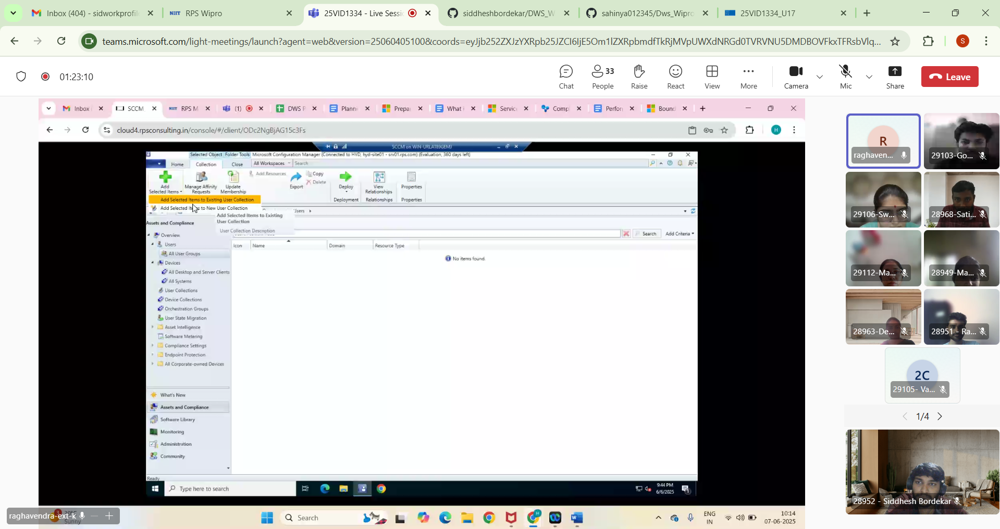 Inbox (404) - sidworkprofil
RPS Wipro
25VID1334 - Live Sessi
siddheshbordekar/DWS_W
sahinya012345/Dws_Wipro
25VID1334_U17
teams.microsoft.com/light-meetings/launch?agent=web&version=25060405100&coords=
S
01:23:10
33
Chat
People
Raise
React
View
More
Camera
Mic
Share
Leave
Inbox
SCCM
RPS M
(1)
DWS P
Planni
Prepa
What i
Servic
Comp
Perfor
Bound
cloud4.rpsconsulting.in/console/#/client/ODc2NgBjAG15c3Fs
H
SCCM on WIN-URLAT89GEMJ
Selected Object
Folder Tools
Microsoft Configuration Manager (Connected to HYD, hyd-site01 - srv01.rps.com) (Evaluation, 360 days left)
Home
Collection
Close
All Workspaces
Search
Add
Selected Items
Manage Affinity
Requests
Update
Membership
Add Resources
Export
Copy
Delete
Deploy
Deployment
View
Relationships
Relationships
Properties
Properties
Add Selected Items to Existing User Collection
Add Selected Items to New User Collection
Add Selected Items to Existing
User Collection
User Collection Description
Users
Assets and Compliance
Overview
Users
All User Groups
Devices
All Desktop and Server Clients
All Systems
User Collections
Device Collections
Orchestration Groups
User State Migration
Asset Intelligence
Software Metering
Compliance Settings
Endpoint Protection
All Corporate-owned Devices
Search
Add Criteria
Icon
Name
Domain
Resource Type
No items found.
What's New
Assets and Compliance
Software Library
Monitoring
Administration
Community
Ready
Type here to search
9:44 PM
6/6/2025
raghavendra-ext-k
Sunny
Search
ENG
IN
10:14
07-06-2025
R
raghaven...
29103-Go...
29106-Sw...
28968-Sati...
29112-Ma...
28949-Ma...
28963-De...
28951 - Ra...
2C
29105- Va...
1/4
28952 - Siddhesh Bordekar